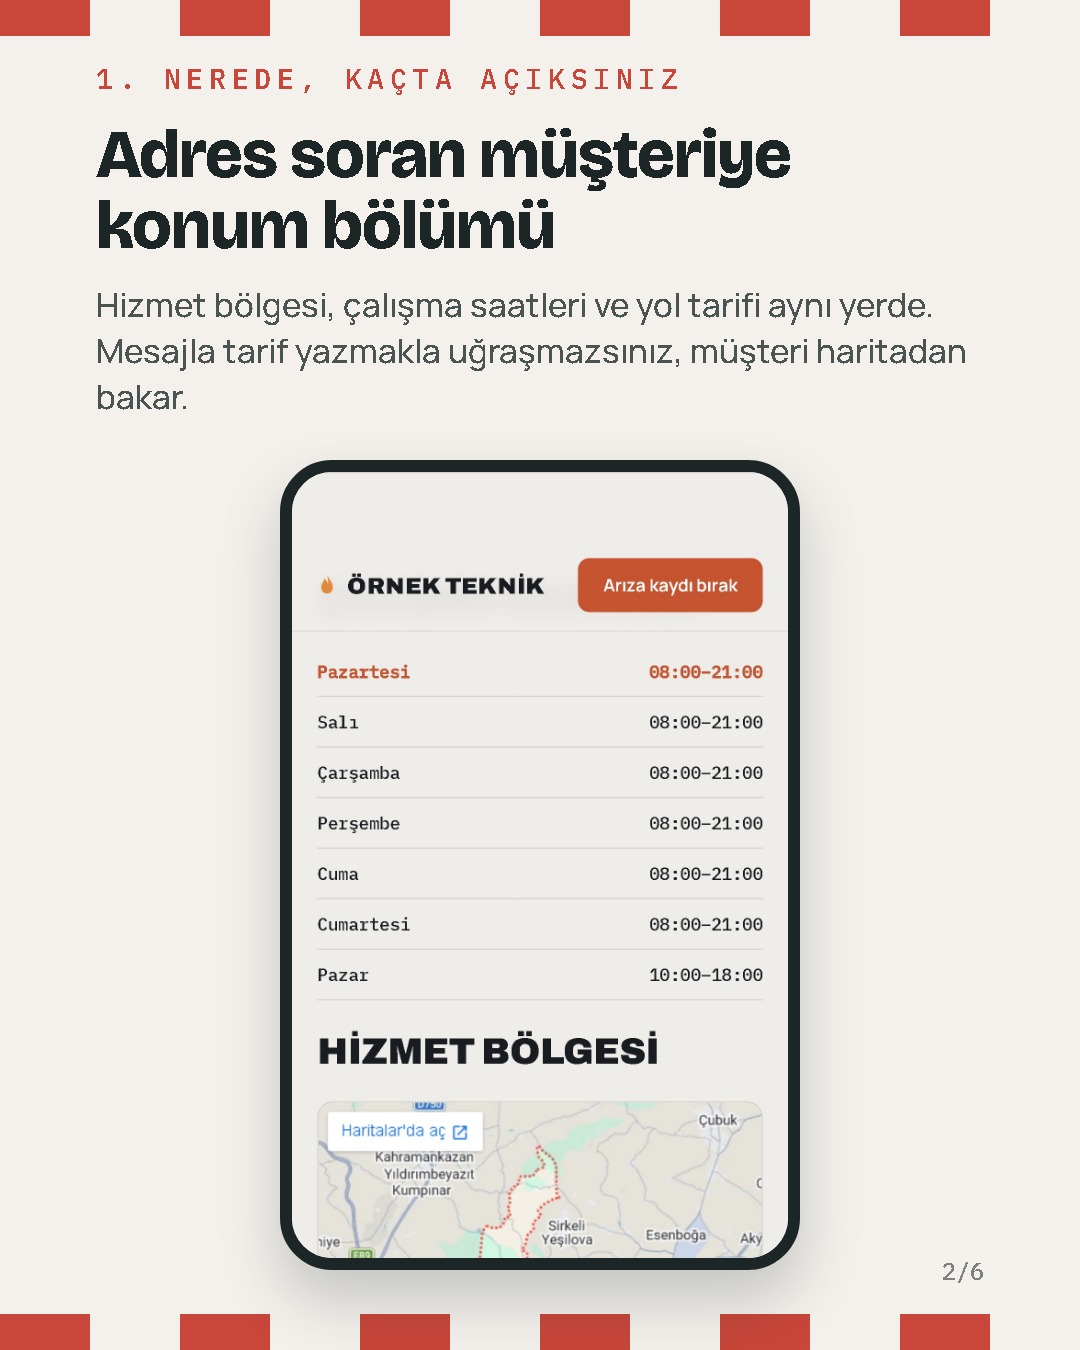 1. NEREDE, KAÇTA AÇIKSINIZ
Adres soran müşteriye
konum bölümü
Hizmet bölgesi, çalışma saatleri ve yol tarifi aynı yerde.
Mesajla tarif yazmakla uğraşmazsınız, müşteri haritadan
bakar.
ÖRNEK TEKNİK
Arıza kaydı bırak
Pazartesi 08:00–21:00
Salı 08:00–21:00
Çarşamba 08:00–21:00
Perşembe 08:00–21:00
Cuma 08:00–21:00
Cumartesi 08:00–21:00
Pazar 10:00–18:00
HİZMET BÖLGESİ
Haritalar'da aç
Çubuk
Kahramankazan
Yıldırımbeyazıt
Kumpınar
Sirkeli
Yeşilova
Esenboğa
2/6